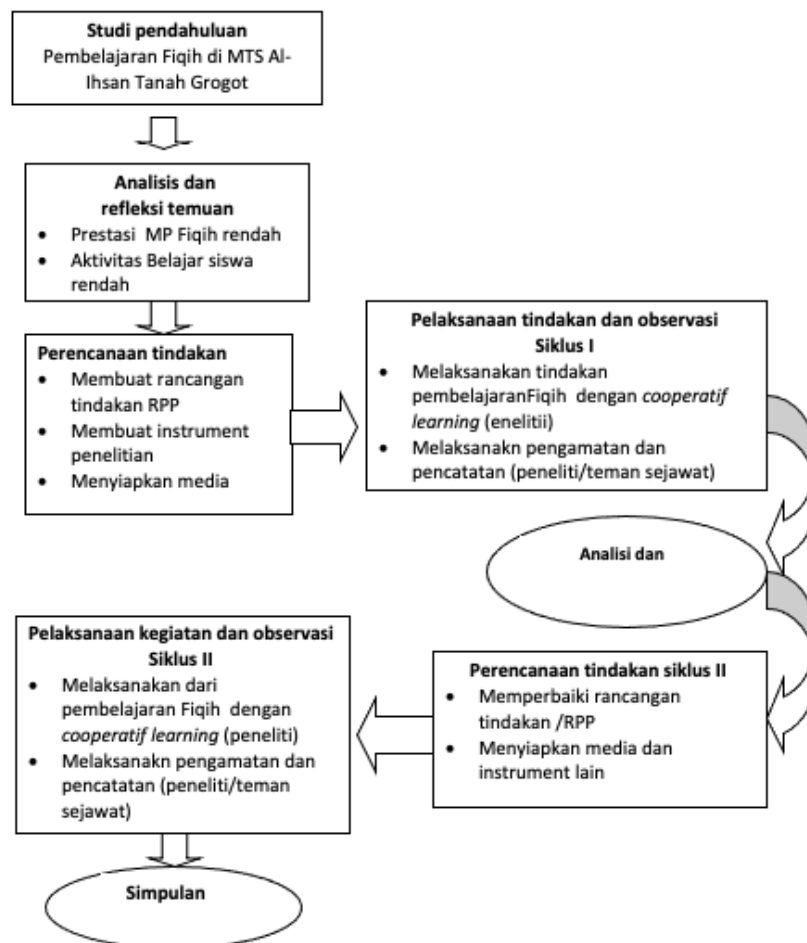 Studi pendahuluan
Pembelajaran Fiqih di MTS Al-
Ihsan Tanah Grogot
Analisis dan
refleksi temuan
• Prestasi MP Fiqih rendah
• Aktivitas Belajar siswa
rendah
Perencanaan tindakan
• Membuat rancangan
tindakan RPP
• Membuat instrument
penelitian
• Menyiapkan media
Pelaksanaan tindakan dan observasi
Siklus I
• Melaksanakan tindakan
pembelajaranFiqih dengan cooperatif
learning (enelitii)
• Melaksanakn pengamatan dan
pencatatan (peneliti/teman sejawat)
Analisi dan
Perencanaan tindakan siklus II
• Memperbaiki rancangan
tindakan /RPP
• Menyiapkan media dan
instrument lain
Pelaksanaan kegiatan dan observasi
Siklus II
• Melaksanakan dari
pembelajaran Fiqih dengan
cooperatif learning (peneliti)
• Melaksanakn pengamatan dan
pencatatan (peneliti/teman
sejawat)
Simpulan